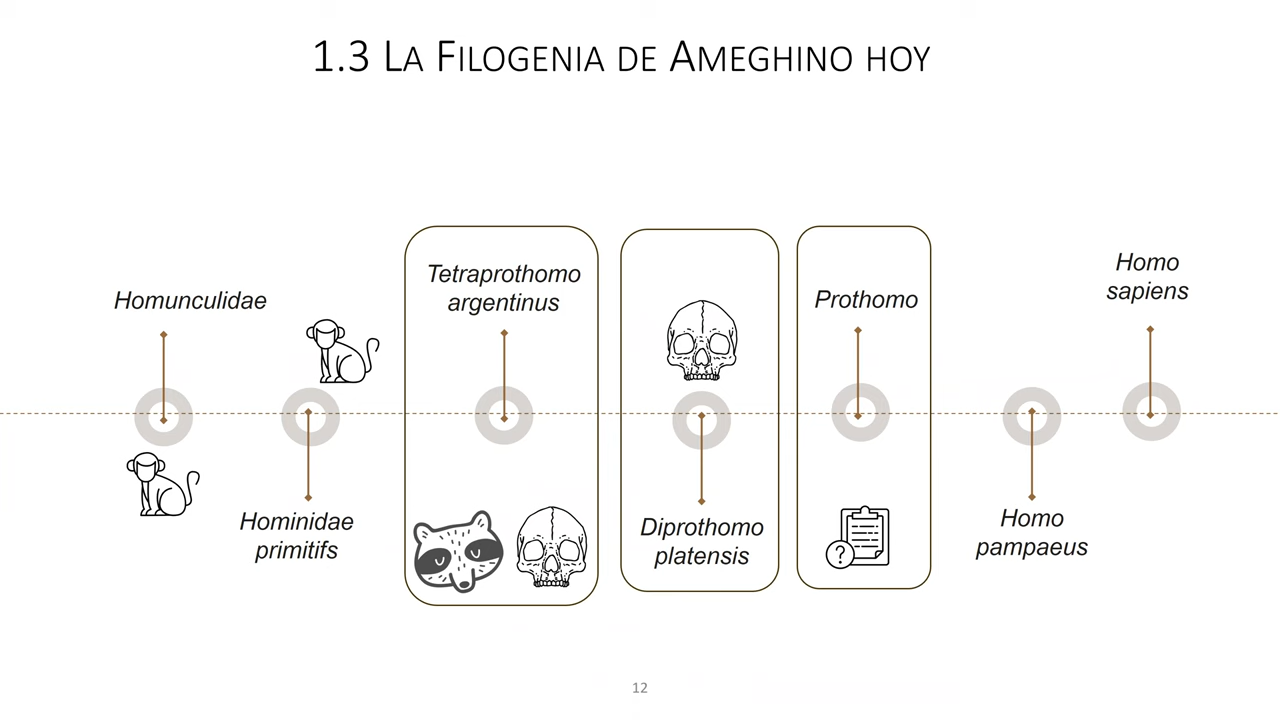 1.3 La Filogenia de Ameghino hoy
Homunculidae
Hominidae
primitifs
Tetraprothomo
argentinus
Diprothomo
platensis
Prothomo
?
Homo
pampaeus
Homo
sapiens
12